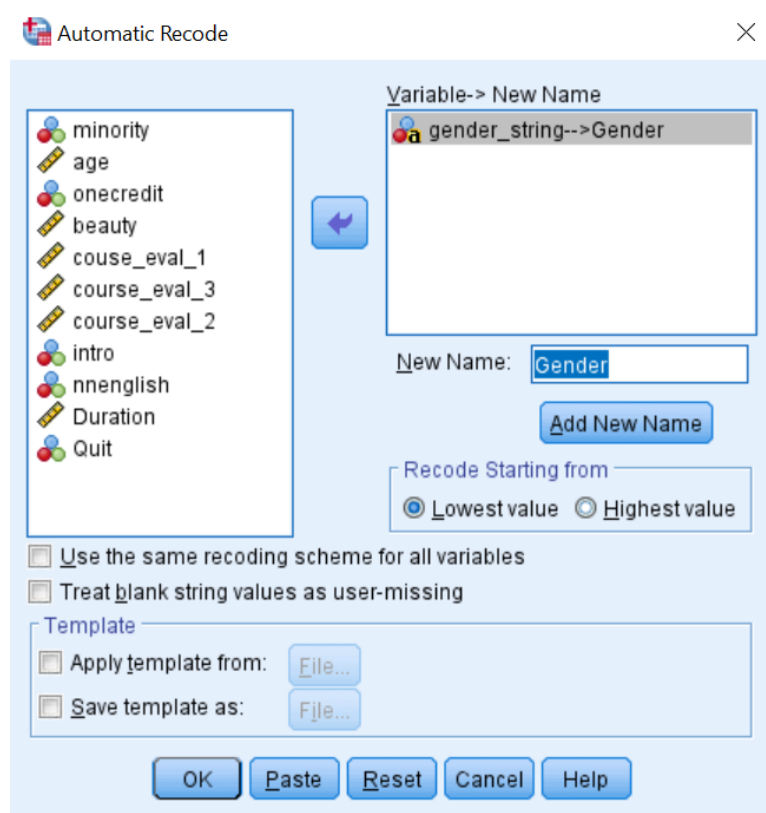 Automatic Recode
Variable-> New Name
minority
age
onecredit
beauty
couse_eval_1
course_eval_3
course_eval_2
intro
nnenglish
Duration
Quit
gender_string-->Gender
New Name: Gender
Add New Name
Recode Starting from
Lowest value Highest value
Use the same recoding scheme for all variables
Treat blank string values as user-missing
Template
Apply template from: File...
Save template as: File...
OK Paste Reset Cancel Help